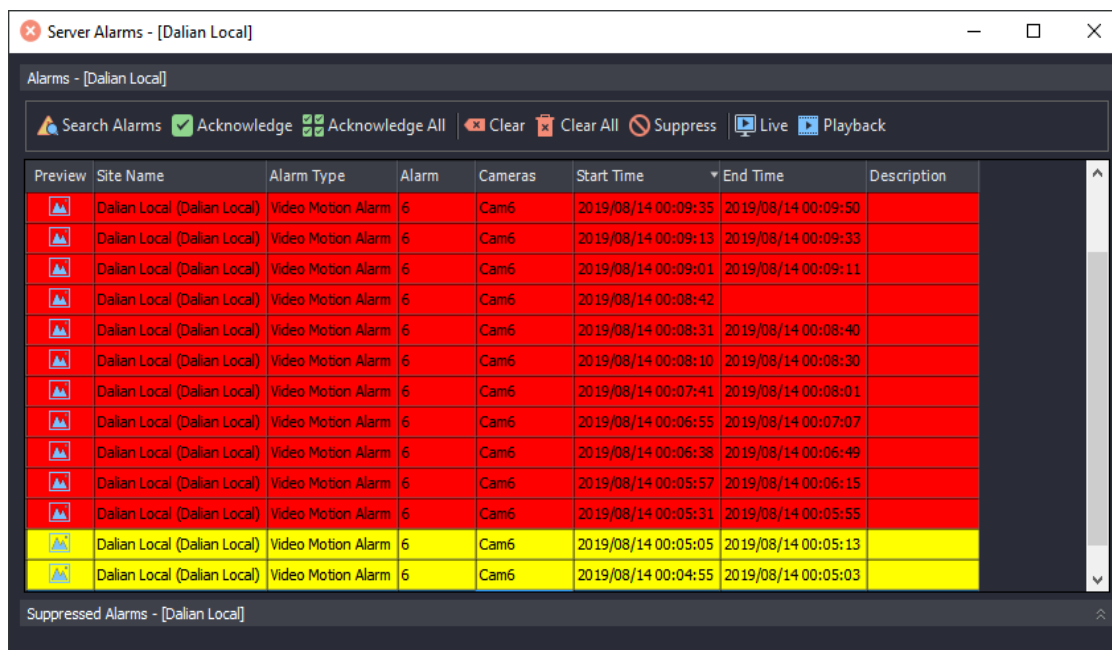 Server Alarms - [Dalian Local]
Alarms - [Dalian Local]
Search Alarms Acknowledge Acknowledge All Clear Clear All Suppress Live Playback
Preview Site Name Alarm Type Alarm Cameras Start Time End Time Description
Dalian Local (Dalian Local) Video Motion Alarm 6 Cam6 2019/08/14 00:09:35 2019/08/14 00:09:50
Dalian Local (Dalian Local) Video Motion Alarm 6 Cam6 2019/08/14 00:09:13 2019/08/14 00:09:33
Dalian Local (Dalian Local) Video Motion Alarm 6 Cam6 2019/08/14 00:09:01 2019/08/14 00:09:11
Dalian Local (Dalian Local) Video Motion Alarm 6 Cam6 2019/08/14 00:08:42
Dalian Local (Dalian Local) Video Motion Alarm 6 Cam6 2019/08/14 00:08:31 2019/08/14 00:08:40
Dalian Local (Dalian Local) Video Motion Alarm 6 Cam6 2019/08/14 00:08:10 2019/08/14 00:08:30
Dalian Local (Dalian Local) Video Motion Alarm 6 Cam6 2019/08/14 00:07:41 2019/08/14 00:08:01
Dalian Local (Dalian Local) Video Motion Alarm 6 Cam6 2019/08/14 00:06:55 2019/08/14 00:07:07
Dalian Local (Dalian Local) Video Motion Alarm 6 Cam6 2019/08/14 00:06:38 2019/08/14 00:06:49
Dalian Local (Dalian Local) Video Motion Alarm 6 Cam6 2019/08/14 00:05:57 2019/08/14 00:06:15
Dalian Local (Dalian Local) Video Motion Alarm 6 Cam6 2019/08/14 00:05:31 2019/08/14 00:05:55
Dalian Local (Dalian Local) Video Motion Alarm 6 Cam6 2019/08/14 00:05:05 2019/08/14 00:05:13
Dalian Local (Dalian Local) Video Motion Alarm 6 Cam6 2019/08/14 00:04:55 2019/08/14 00:05:03
Suppressed Alarms - [Dalian Local]